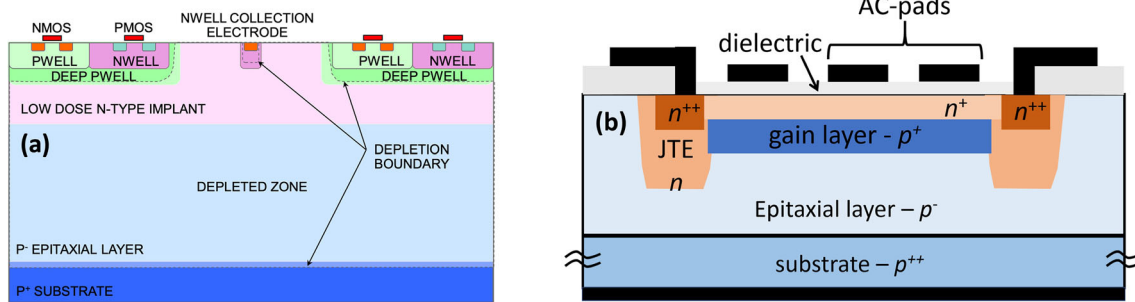 NMOS
PMOS
NWELL COLLECTION
ELECTRODE
PWELL
NWELL
DEEP PWELL
PWELL
NWELL
DEEP PWELL
LOW DOSE N-TYPE IMPLANT
(a)
DEPLETION
BOUNDARY
DEPLETED ZONE
P⁻ EPITAXIAL LAYER
P⁺ SUBSTRATE
AC-pads
dielectric
(b)
n⁺⁺
n⁺
n⁺⁺
gain layer - p⁺
JTE
n
Epitaxial layer – p⁻
substrate – p⁺⁺